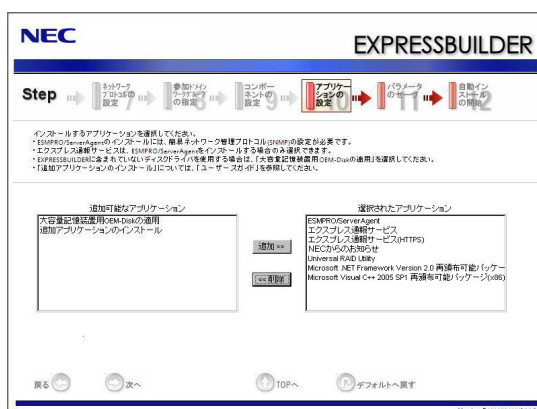 NEC
EXPRESSBUILDER
Step
ネットワーク
プロトコルの
設定 7
参加ドメイン
ワークグループ
の指定 8
コンポー
ネントの
設定 9
アプリケー
ションの
設定 10
パラメータ
のセーブ 11
自動イン
ストール
の開始 12
インストールするアプリケーションを選択してください。
・ESMPRO/ServerAgentのインストールには、簡易ネットワーク管理プロトコル(SNMP)の設定が必要です。
・エクスプレス通報サービスは、ESMPRO/ServerAgentをインストールする場合のみ選択できます。
・EXPRESSBUILDERに含まれていないディスクドライバを使用する場合は、「大容量記憶装置用OEM-Diskの適用」を選択してください。
・「追加アプリケーションのインストール」については、「ユーザーズガイド」を参照してください。
追加可能なアプリケーション
大容量記憶装置用OEM-Diskの適用
追加アプリケーションのインストール
追加 >>
<< 削除
選択されたアプリケーション
ESMPRO/ServerAgent
エクスプレス通報サービス
エクスプレス通報サービス(HTTPS)
NECからのお知らせ
Universal RAID Utility
Microsoft .NET Framework Version 2.0 再頒布可能パッケー
Microsoft Visual C++ 2005 SP1 再頒布可能パッケージ(x86)
戻る
次へ
TOPへ
デフォルトへ戻す